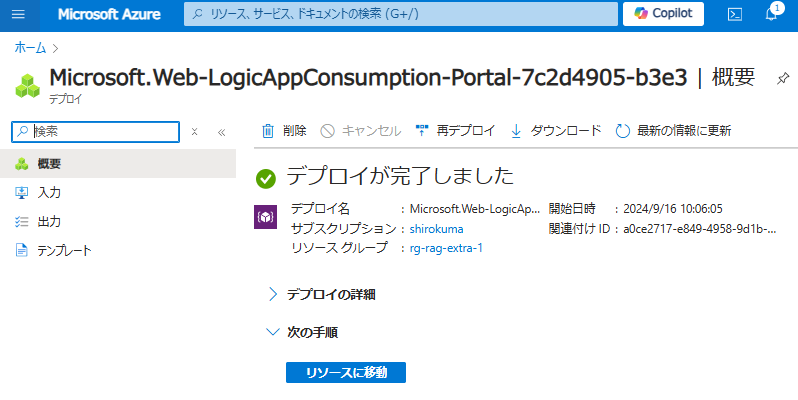 Microsoft Azure
リソース、サービス、ドキュメントの検索 (G+/)
Copilot
1
ホーム
Microsoft.Web-LogicAppConsumption-Portal-7c2d4905-b3e3 | 概要
デプロイ
検索
削除 キャンセル 再デプロイ ダウンロード 最新の情報に更新
概要
入力
出力
テンプレート
デプロイが完了しました
デプロイ名 : Microsoft.Web-LogicAp... 開始日時 : 2024/9/16 10:06:05
サブスクリプション : shirokuma 関連付け ID : a0ce2717-e849-4958-9d1b-...
リソース グループ : rg-rag-extra-1
デプロイの詳細
次の手順
リソースに移動